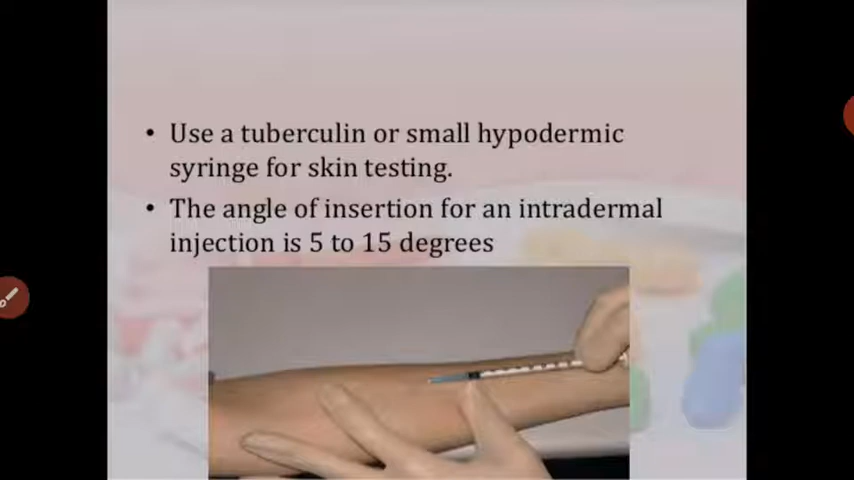 • Use a tuberculin or small hypodermic
syringe for skin testing.
• The angle of insertion for an intradermal
injection is 5 to 15 degrees